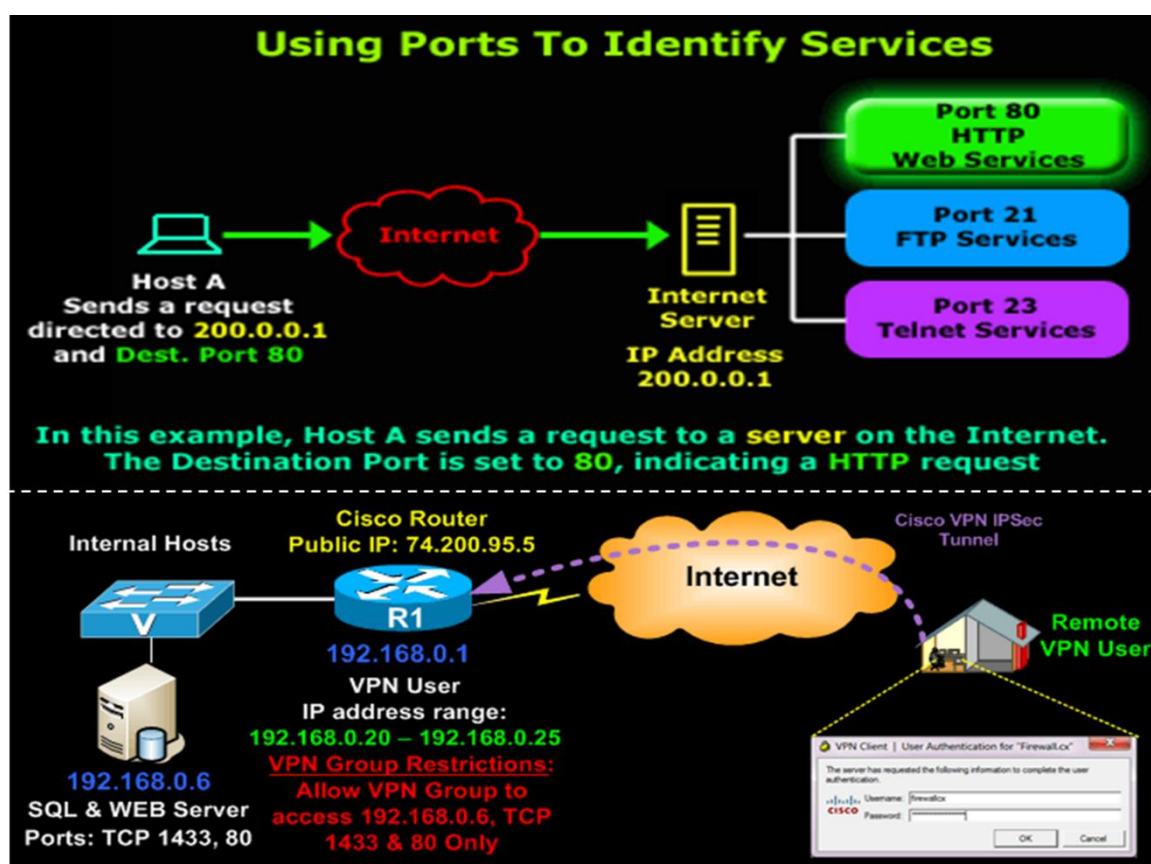 Using Ports To Identify Services
Port 80
HTTP
Web Services
Port 21
FTP Services
Port 23
Telnet Services
Internet
Host A
Sends a request
directed to 200.0.0.1
and Dest. Port 80
Internet
Server
IP Address
200.0.0.1
In this example, Host A sends a request to a server on the Internet.
The Destination Port is set to 80, indicating a HTTP request
Internal Hosts
Cisco Router
Public IP: 74.200.95.5
Cisco VPN IPSec
Tunnel
Internet
V
R1
192.168.0.1
Remote
VPN User
VPN User
IP address range:
192.168.0.20 – 192.168.0.25
VPN Group Restrictions:
Allow VPN Group to
access 192.168.0.6, TCP
1433 & 80 Only
192.168.0.6
SQL & WEB Server
Ports: TCP 1433, 80
VPN Client | User Authentication for "Firewall.cx"
The server has requested the following information to complete the user
authentication.
CISCO
Username: firewallcx
Password: ****************
OK Cancel